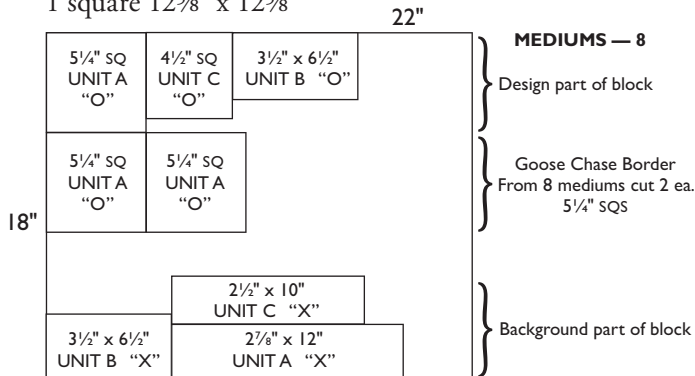 1 square 12⅜" x 12⅜"
22"
MEDIUMS — 8
5¼" SQ
UNIT A
“O”
4½" SQ
UNIT C
“O”
3½" x 6½"
UNIT B “O”
Design part of block
5¼" SQ
UNIT A
“O”
5¼" SQ
UNIT A
“O”
Goose Chase Border
From 8 mediums cut 2 ea.
5¼" SQS
18"
2½" x 10"
UNIT C “X”
3½" x 6½"
UNIT B “X”
2⅞" x 12"
UNIT A “X”
Background part of block